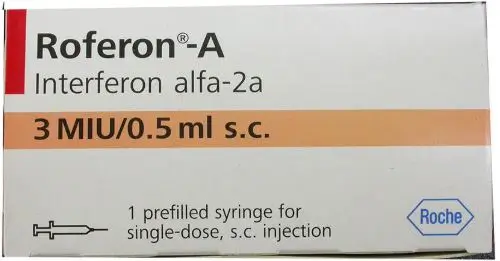 Roferon®-A
Interferon alfa-2a
3 MIU/0.5 ml s.c.
1 prefilled syringe for
single-dose, s.c. injection
Roche